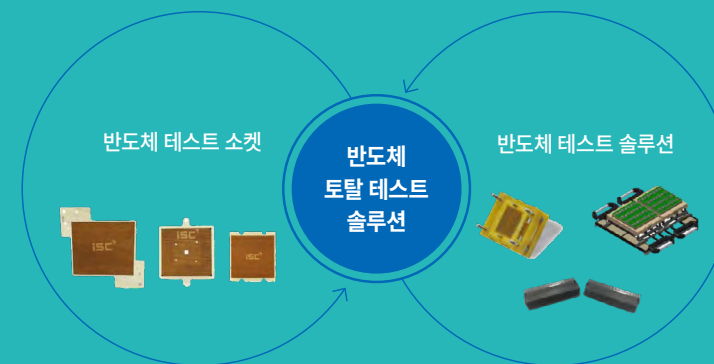 반도체 테스트 소켓
반도체
토탈 테스트
솔루션
반도체 테스트 솔루션
iSC
iSC
iSC